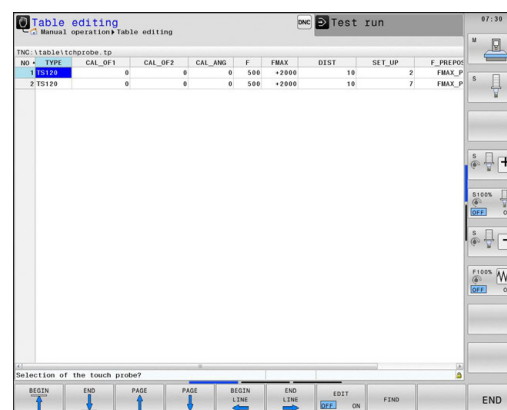 Table editing
DNC
Test run
07:30
Manual operation Table editing
TNC:\table\tchprobe.tp
NO TYPE CAL_OF1 CAL_OF2 CAL_ANG F FMAX DIST SET_UP F_PREPOS
1 TS120 0 0 0 500 +2000 10 2 FMAX_P
2 TS120 0 0 0 500 +2000 10 7 FMAX_P
M
S
S
S100%
OFF
S
F100%
OFF
Selection of the touch probe?
BEGIN
END
PAGE
PAGE
BEGIN LINE
END LINE
EDIT
OFF ON
FIND
END